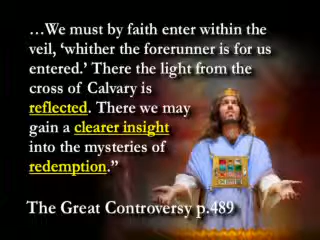 …We must by faith enter within the
veil, ‘whither the forerunner is for us
entered.’ There the light from the
cross of Calvary is
reflected. There we may
gain a clearer insight
into the mysteries of
redemption.”
The Great Controversy p.489